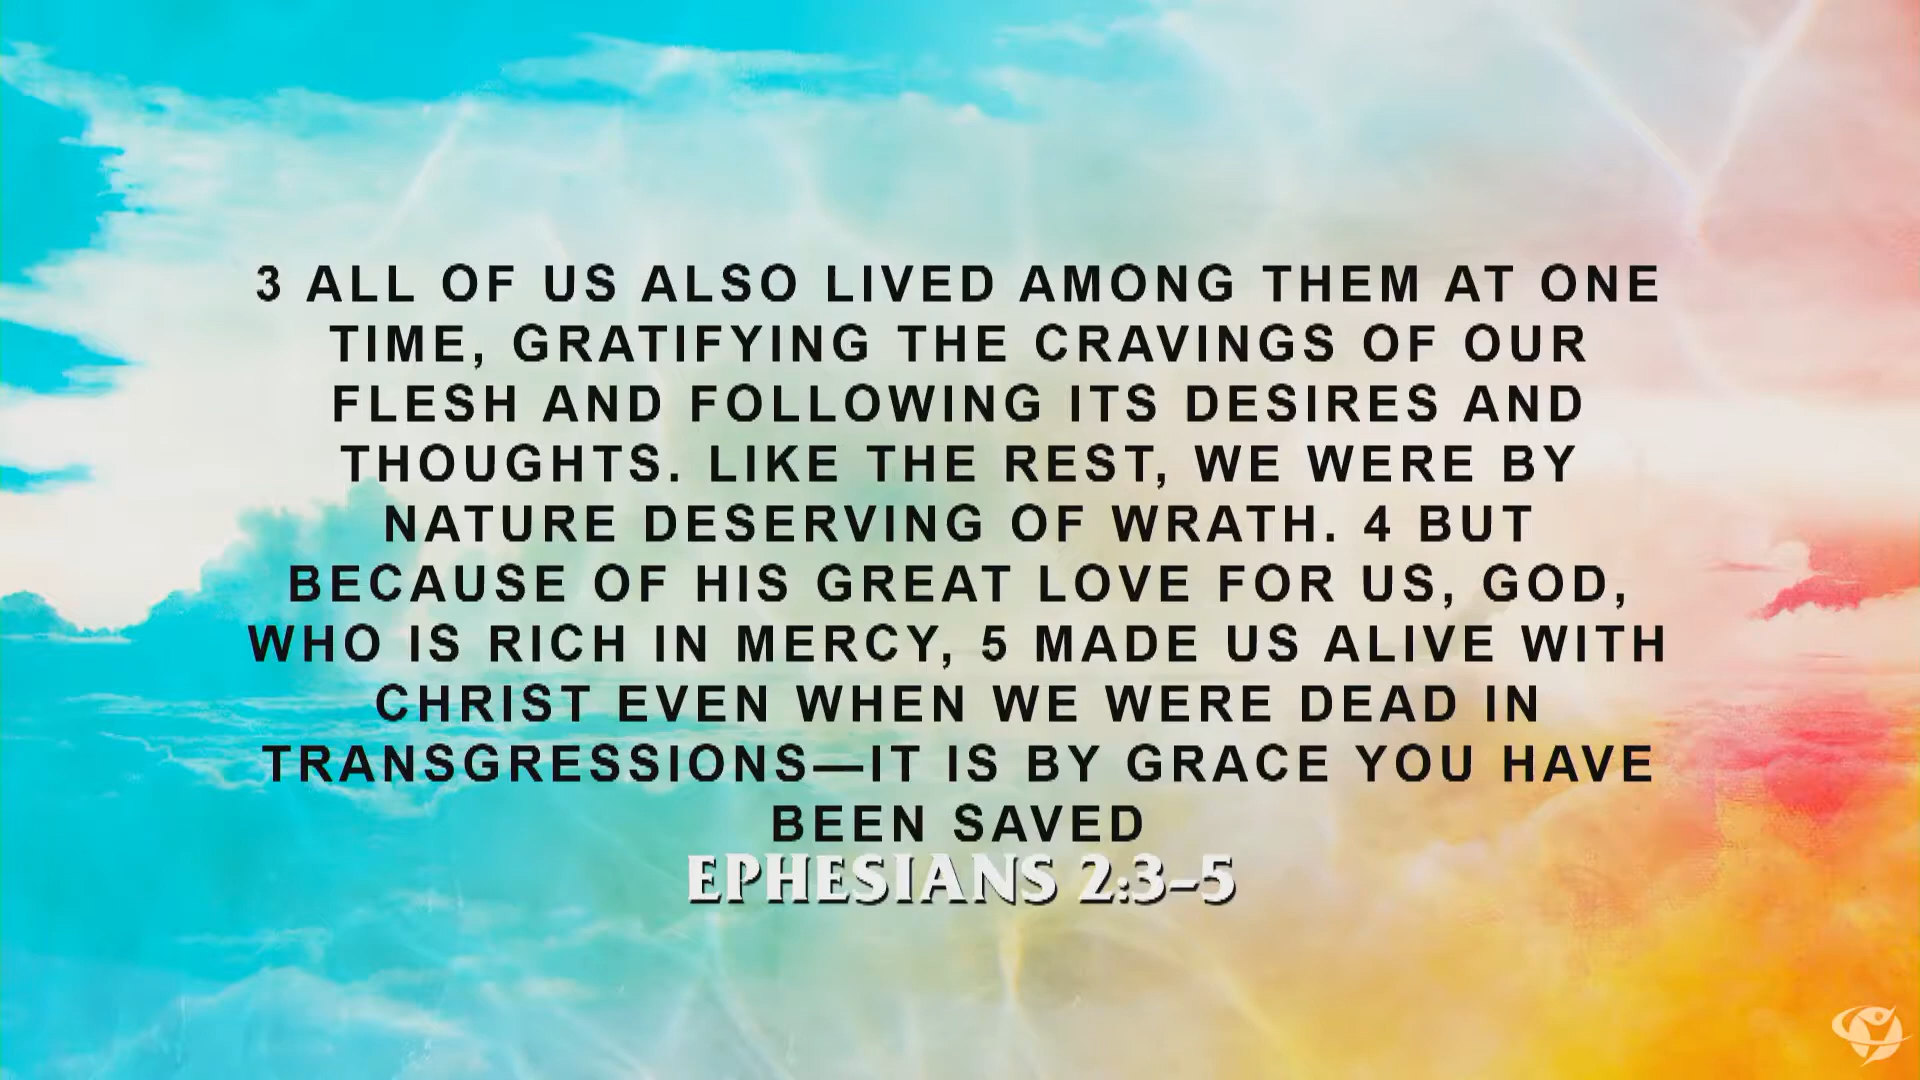 3 ALL OF US ALSO LIVED AMONG THEM AT ONE
TIME, GRATIFYING THE CRAVINGS OF OUR
FLESH AND FOLLOWING ITS DESIRES AND
THOUGHTS. LIKE THE REST, WE WERE BY
NATURE DESERVING OF WRATH. 4 BUT
BECAUSE OF HIS GREAT LOVE FOR US, GOD,
WHO IS RICH IN MERCY, 5 MADE US ALIVE WITH
CHRIST EVEN WHEN WE WERE DEAD IN
TRANSGRESSIONS—IT IS BY GRACE YOU HAVE
BEEN SAVED
EPHESIANS 2:3–5